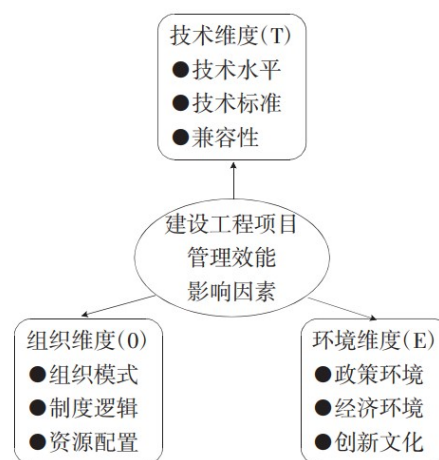 技术维度(T)
●技术水平
●技术标准
●兼容性
建设工程项目
管理效能
影响因素
组织维度(0)
●组织模式
●制度逻辑
●资源配置
环境维度(E)
●政策环境
●经济环境
●创新文化